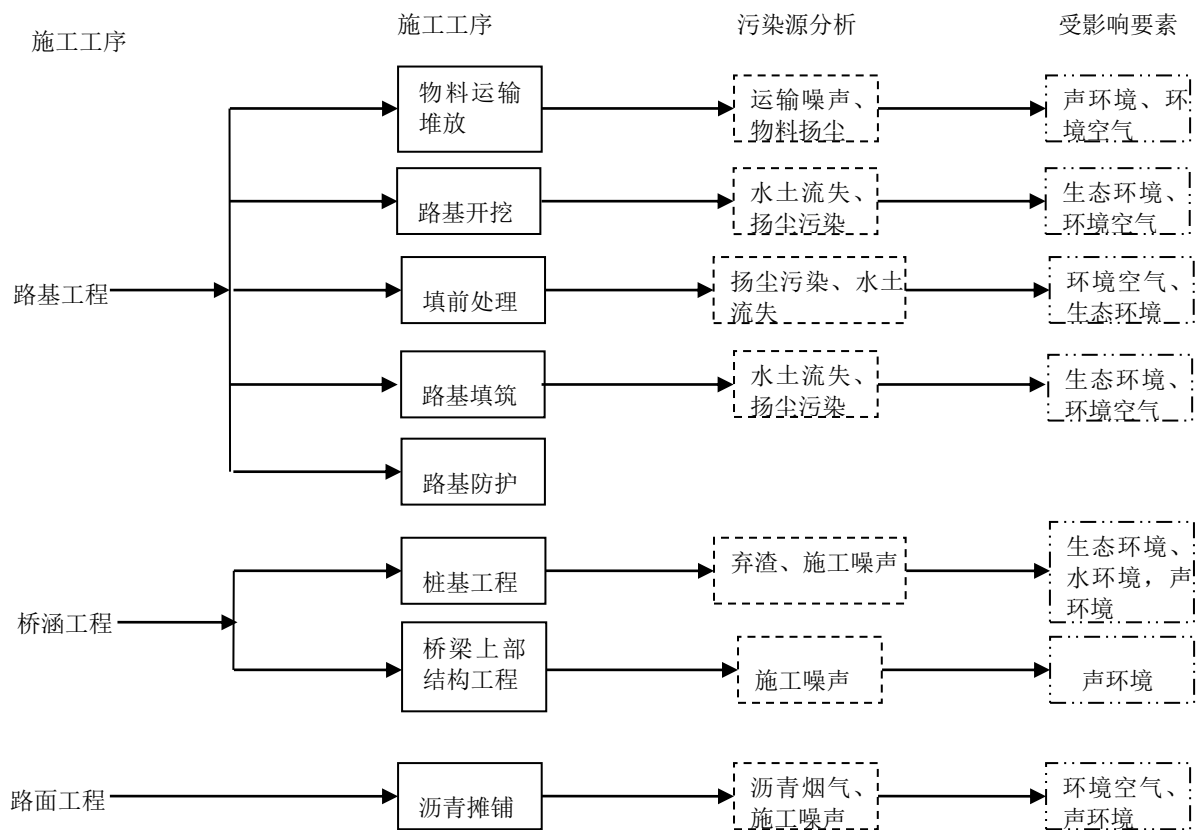 施工工序
施工工序
污染源分析
受影响要素
物料运输
堆放
运输噪声、
物料扬尘
声环境、环
境空气
路基开挖
水土流失、
扬尘污染
生态环境、
环境空气
路基工程
填前处理
扬尘污染、水土
流失
环境空气、
生态环境
路基填筑
水土流失、
扬尘污染
生态环境、
环境空气
路基防护
桥涵工程
桩基工程
弃渣、施工噪声
生态环境、
水环境，声
环境
桥梁上部
结构工程
施工噪声
声环境
路面工程
沥青摊铺
沥青烟气、
施工噪声
环境空气、
声环境